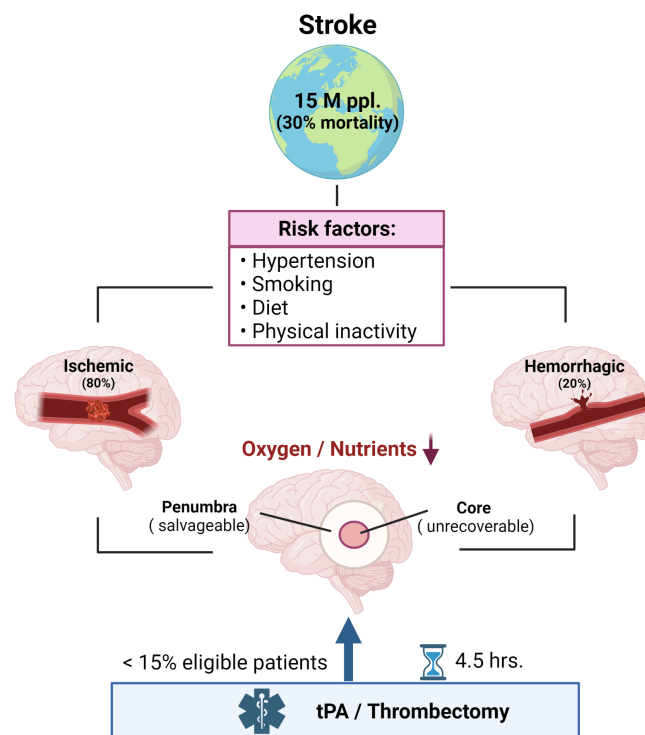 Stroke
15 M ppl.
(30% mortality)
Risk factors:
• Hypertension
• Smoking
• Diet
• Physical inactivity
Ischemic
(80%)
Hemorrhagic
(20%)
Oxygen / Nutrients
Penumbra
( salvageable)
Core
( unrecoverable)
< 15% eligible patients
4.5 hrs.
tPA / Thrombectomy